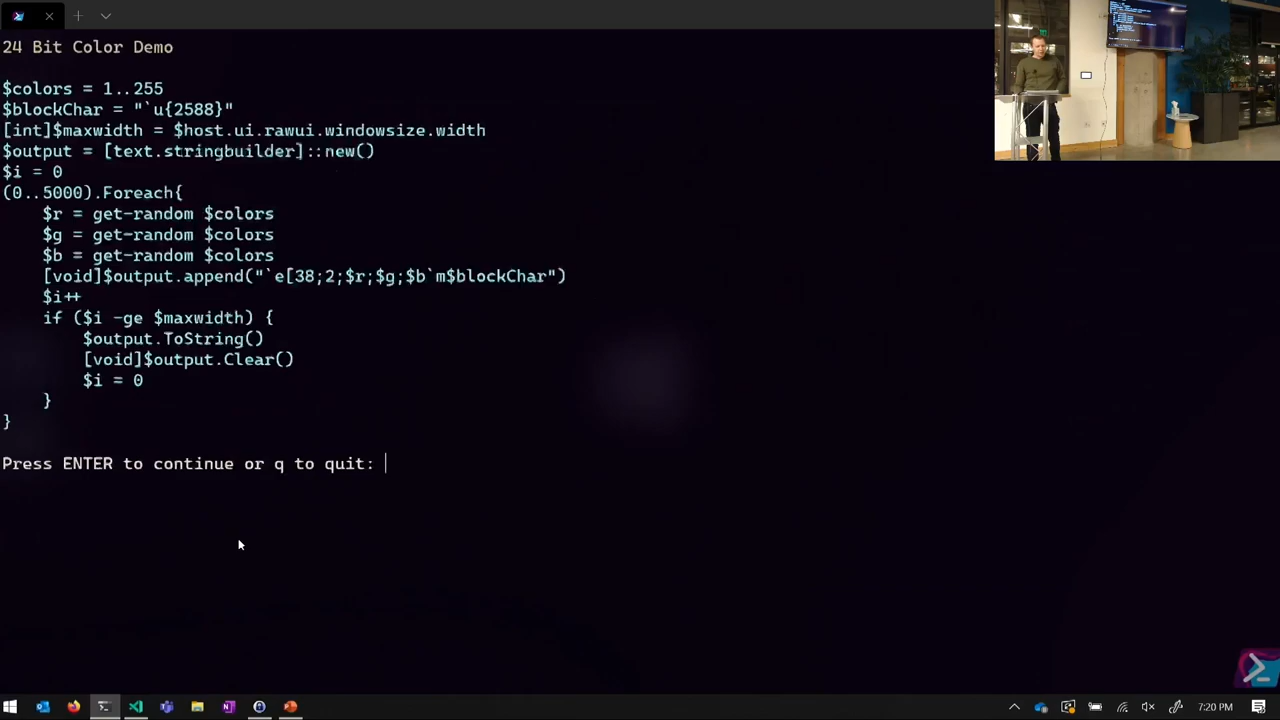 24 Bit Color Demo
$colors = 1..255
$blockChar = "`u{2588}"
[int]$maxwidth = $host.ui.rawui.windowsize.width
$output = [text.stringbuilder]::new()
$i = 0
(0..5000).Foreach{
    $r = get-random $colors
    $g = get-random $colors
    $b = get-random $colors
    [void]$output.append("`e[38;2;$r;$g;$b`m$blockChar")
    $i++
    if ($i -ge $maxwidth) {
        $output.ToString()
        [void]$output.Clear()
        $i = 0
    }
}
Press ENTER to continue or q to quit:
7:20 PM